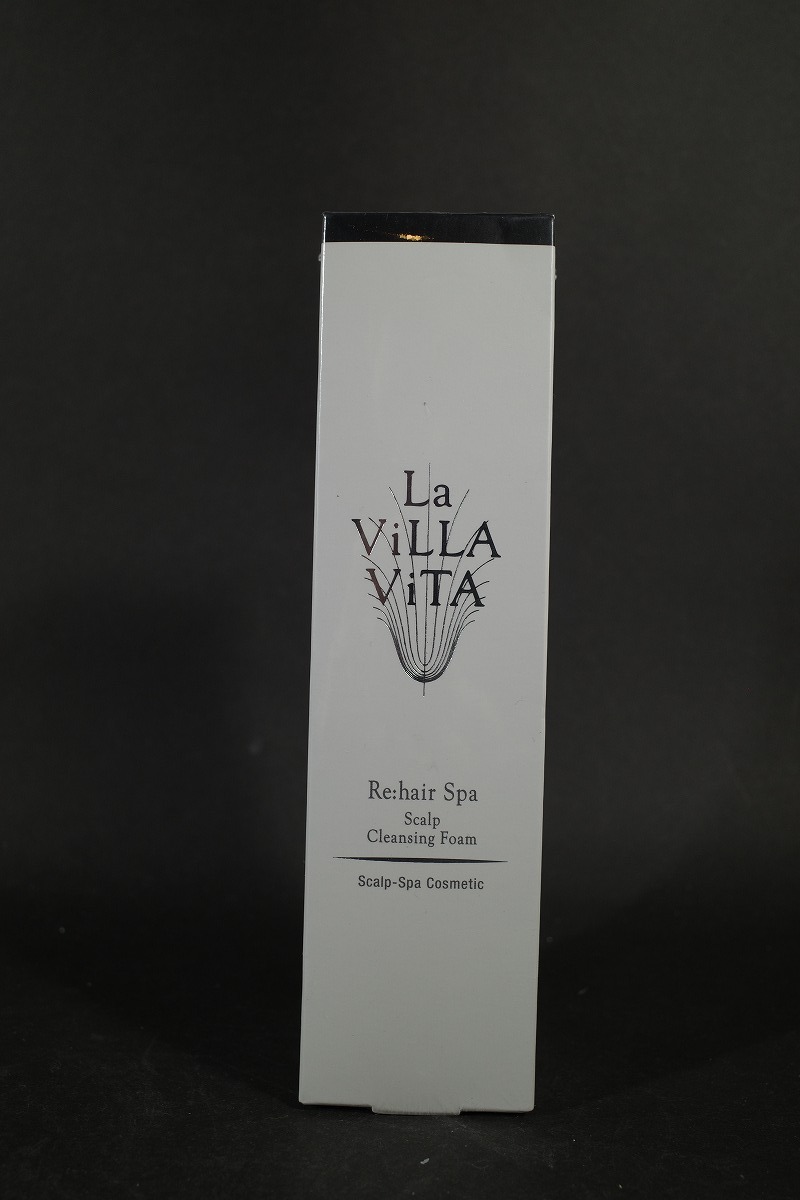 La
ViLLA
ViTA
Re:hair Spa
Scalp
Cleansing Foam
Scalp-Spa Cosmetic